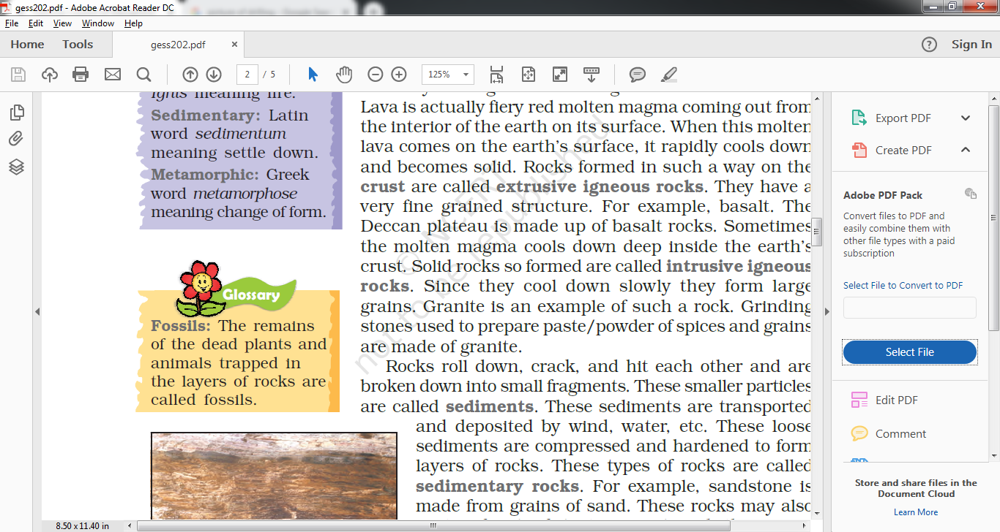 gess202.pdf - Adobe Acrobat Reader DC
File Edit View Window Help
Home Tools gess202.pdf × ? Sign In
2 / 5 125%
Ignis meaning fire.
Sedimentary: Latin
word sedimentum
meaning settle down.
Metamorphic: Greek
word metamorphose
meaning change of form.
Glossary
Fossils: The remains
of the dead plants and
animals trapped in
the layers of rocks are
called fossils.
Lava is actually fiery red molten magma coming out from
the interior of the earth on its surface. When this molten
lava comes on the earth's surface, it rapidly cools down
and becomes solid. Rocks formed in such a way on the
crust are called extrusive igneous rocks. They have a
very fine grained structure. For example, basalt. The
Deccan plateau is made up of basalt rocks. Sometimes
the molten magma cools down deep inside the earth's
crust. Solid rocks so formed are called intrusive igneous
rocks. Since they cool down slowly they form large
grains. Granite is an example of such a rock. Grinding
stones used to prepare paste/powder of spices and grains
are made of granite.
Rocks roll down, crack, and hit each other and are
broken down into small fragments. These smaller particles
are called sediments. These sediments are transported
and deposited by wind, water, etc. These loose
sediments are compressed and hardened to form
layers of rocks. These types of rocks are called
sedimentary rocks. For example, sandstone is
made from grains of sand. These rocks may also
© NCERT
not to be republished
Export PDF
Create PDF
Adobe PDF Pack
Convert files to PDF and
easily combine them with
other file types with a paid
subscription
Select File to Convert to PDF
Select File
Edit PDF
Comment
Store and share files in the
Document Cloud
Learn More
8.50 x 11.40 in